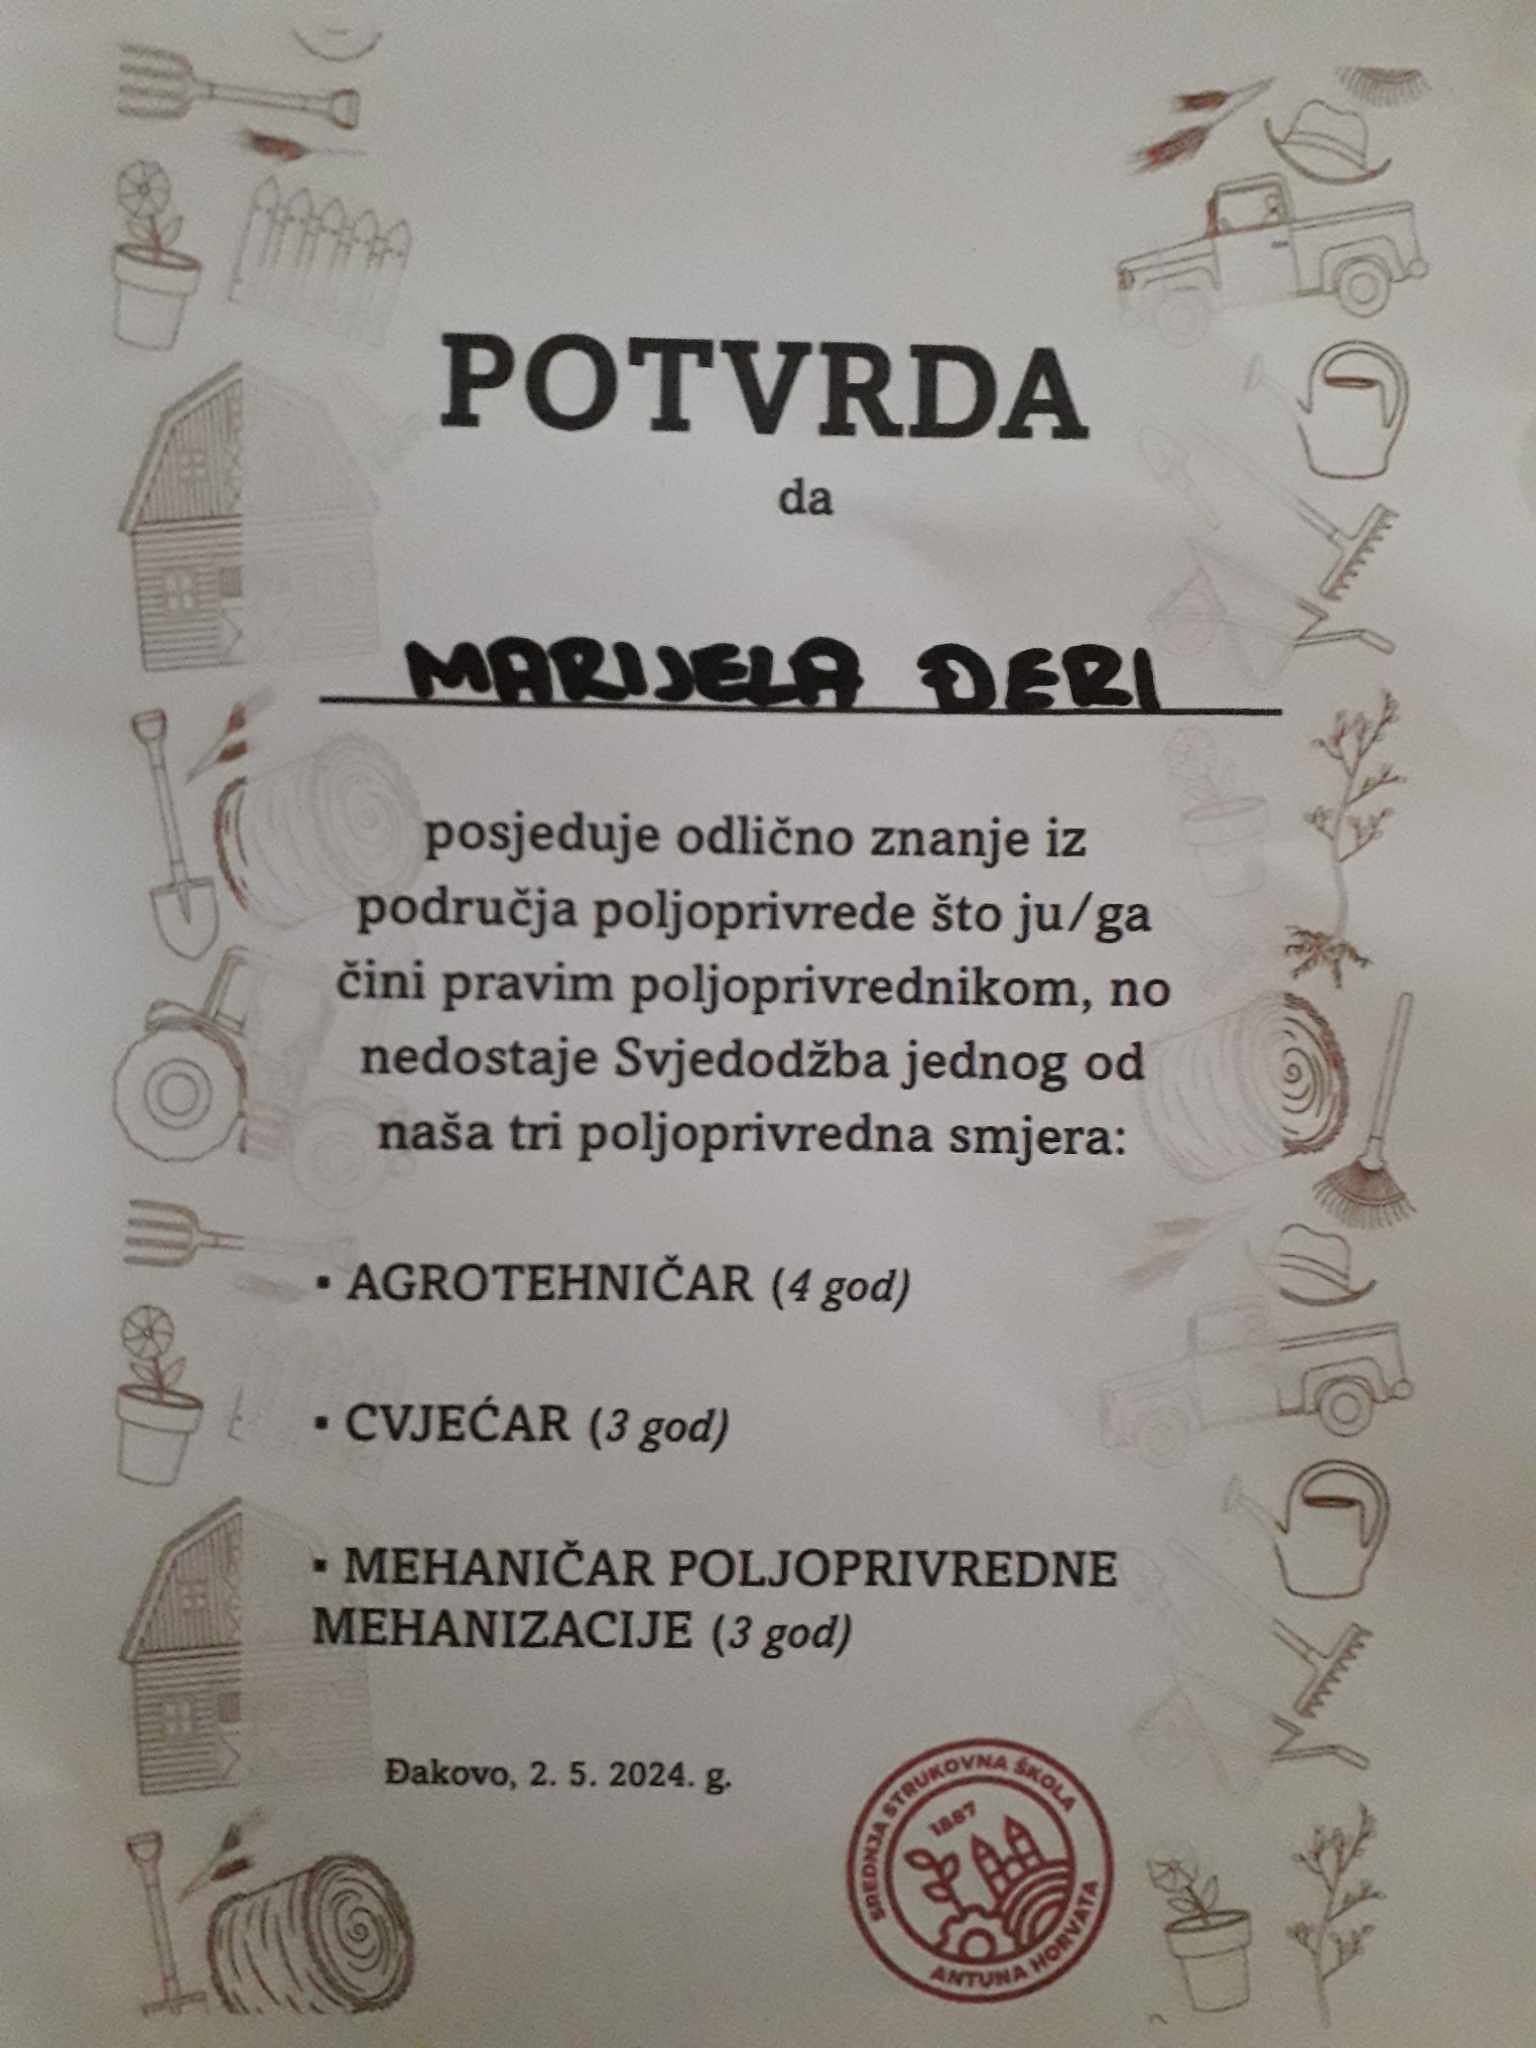 POTVRDA
da
MARIJELA ĐERI
posjeduje odlično znanje iz
područja poljoprivrede što ju/ga
čini pravim poljoprivrednikom, no
nedostaje Svjedodžba jednog od
naša tri poljoprivredna smjera:
▪ AGROTEHNIČAR (4 god)
▪ CVJEĆAR (3 god)
▪ MEHANIČAR POLJOPRIVREDNE
MEHANIZACIJE (3 god)
Đakovo, 2. 5. 2024. g.
SREDNJA STRUKOVNA ŠKOLA
1887
ANTUNA HORVATA